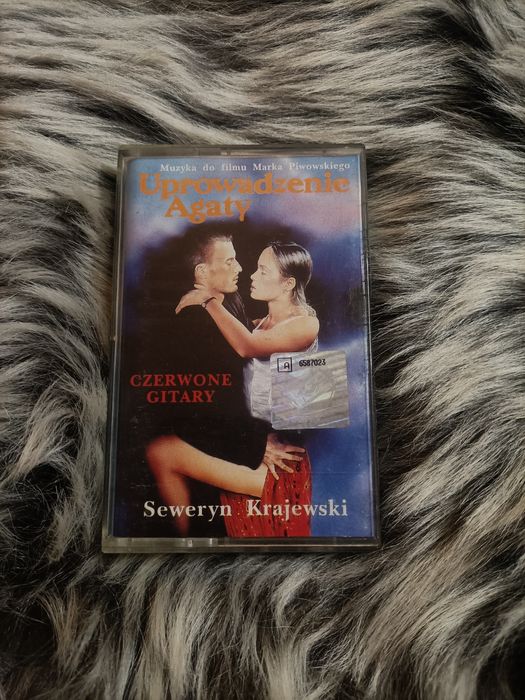 Muzyka do filmu Marka Piwowskiego
Uprowadzenie
Agaty
A 6587023
CZERWONE
GITARY
Seweryn Krajewski